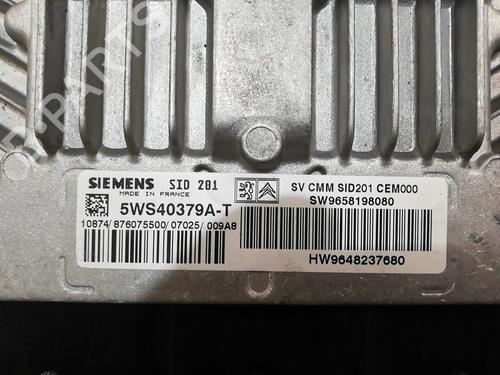 SIEMENS SID 201
MADE IN FRANCE
5WS40379A-T
10874/ 876075500 /07025/ 009A8
SV CMM SID201 CEM000
SW9658198080
HW9648237680